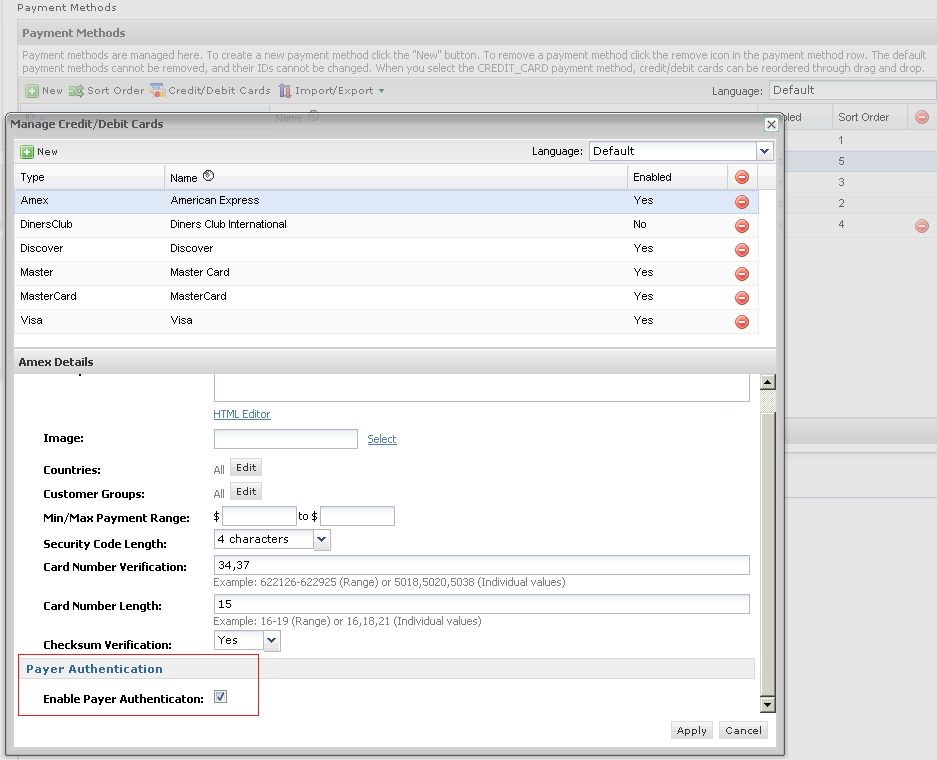 Payment Methods
Payment Methods
Payment methods are managed here. To create a new payment method click the "New" button. To remove a payment method click the remove icon in the payment method row. The default
payment methods cannot be removed, and their IDs cannot be changed. When you select the CREDIT_CARD payment method, credit/debit cards can be reordered through drag and drop.
New Sort Order Credit/Debit Cards Import/Export Language: Default
Name Sort Order
1
5
3
2
4
Manage Credit/Debit Cards
New Language: Default
Type Name Enabled
Amex American Express Yes
DinersClub Diners Club International No
Discover Discover Yes
Master Master Card Yes
MasterCard MasterCard Yes
Visa Visa Yes
Amex Details
HTML Editor
Image: Select
Countries: All Edit
Customer Groups: All Edit
Min/Max Payment Range: $ to $
Security Code Length: 4 characters
Card Number Verification: 34,37
Example: 622126-622925 (Range) or 5018,5020,5038 (Individual values)
Card Number Length: 15
Example: 16-19 (Range) or 16,18,21 (Individual values)
Checksum Verification: Yes
Payer Authentication
Enable Payer Authenticaton:
Apply Cancel